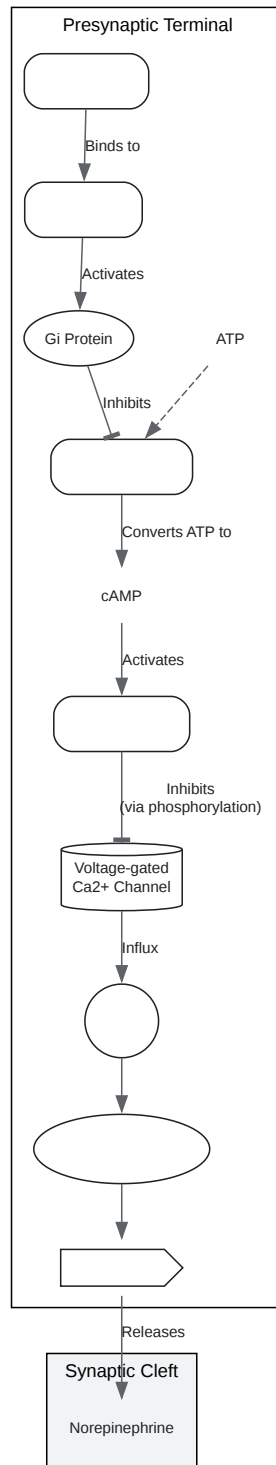 Presynaptic Terminal
Binds to
Activates
Gi Protein
ATP
Inhibits
Converts ATP to
cAMP
Activates
Inhibits
(via phosphorylation)
Voltage-gated
Ca2+ Channel
Influx
Releases
Synaptic Cleft
Norepinephrine